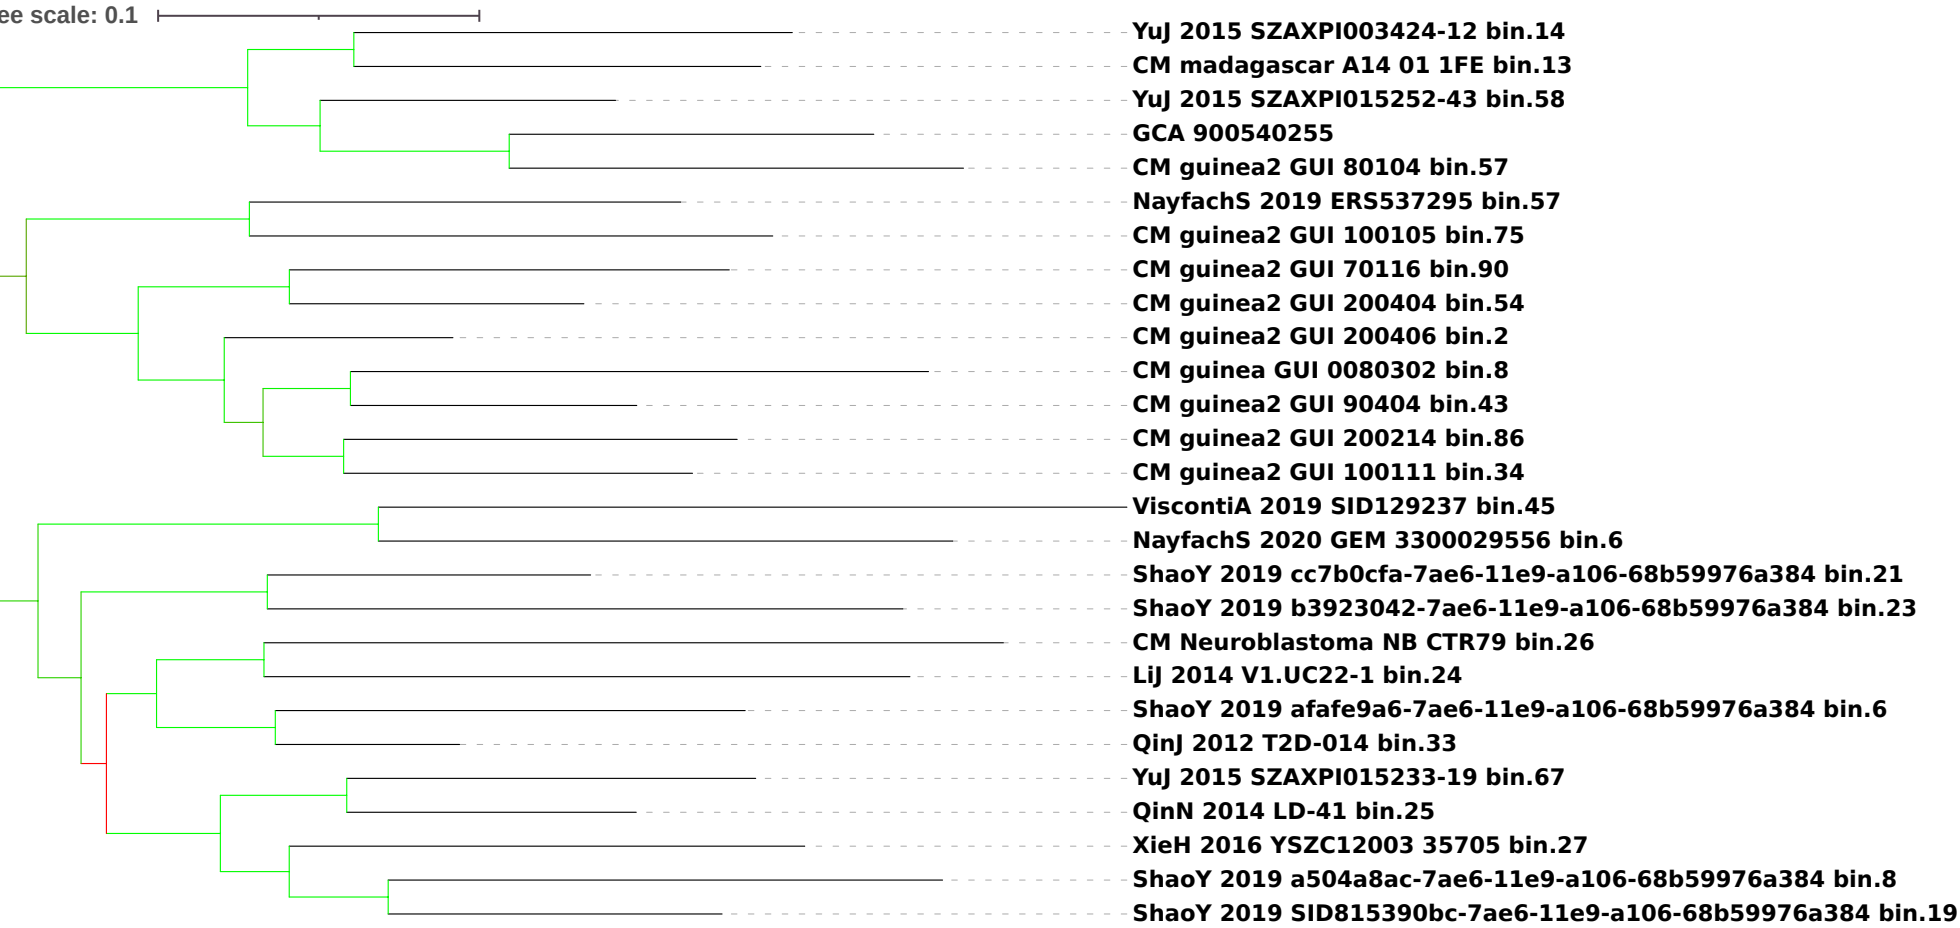 ee scale: 0.1
YuJ 2015 SZAXPI003424-12 bin.14
CM madagascar A14 01 1FE bin.13
YuJ 2015 SZAXPI015252-43 bin.58
GCA 900540255
CM guinea2 GUI 80104 bin.57
NayfachS 2019 ERS537295 bin.57
CM guinea2 GUI 100105 bin.75
CM guinea2 GUI 70116 bin.90
CM guinea2 GUI 200404 bin.54
CM guinea2 GUI 200406 bin.2
CM guinea GUI 0080302 bin.8
CM guinea2 GUI 90404 bin.43
CM guinea2 GUI 200214 bin.86
CM guinea2 GUI 100111 bin.34
ViscontiA 2019 SID129237 bin.45
NayfachS 2020 GEM 3300029556 bin.6
ShaoY 2019 cc7b0cfa-7ae6-11e9-a106-68b59976a384 bin.21
ShaoY 2019 b3923042-7ae6-11e9-a106-68b59976a384 bin.23
CM Neuroblastoma NB CTR79 bin.26
LiJ 2014 V1.UC22-1 bin.24
ShaoY 2019 afafe9a6-7ae6-11e9-a106-68b59976a384 bin.6
QinJ 2012 T2D-014 bin.33
YuJ 2015 SZAXPI015233-19 bin.67
QinN 2014 LD-41 bin.25
XieH 2016 YSZC12003 35705 bin.27
ShaoY 2019 a504a8ac-7ae6-11e9-a106-68b59976a384 bin.8
ShaoY 2019 SID815390bc-7ae6-11e9-a106-68b59976a384 bin.19